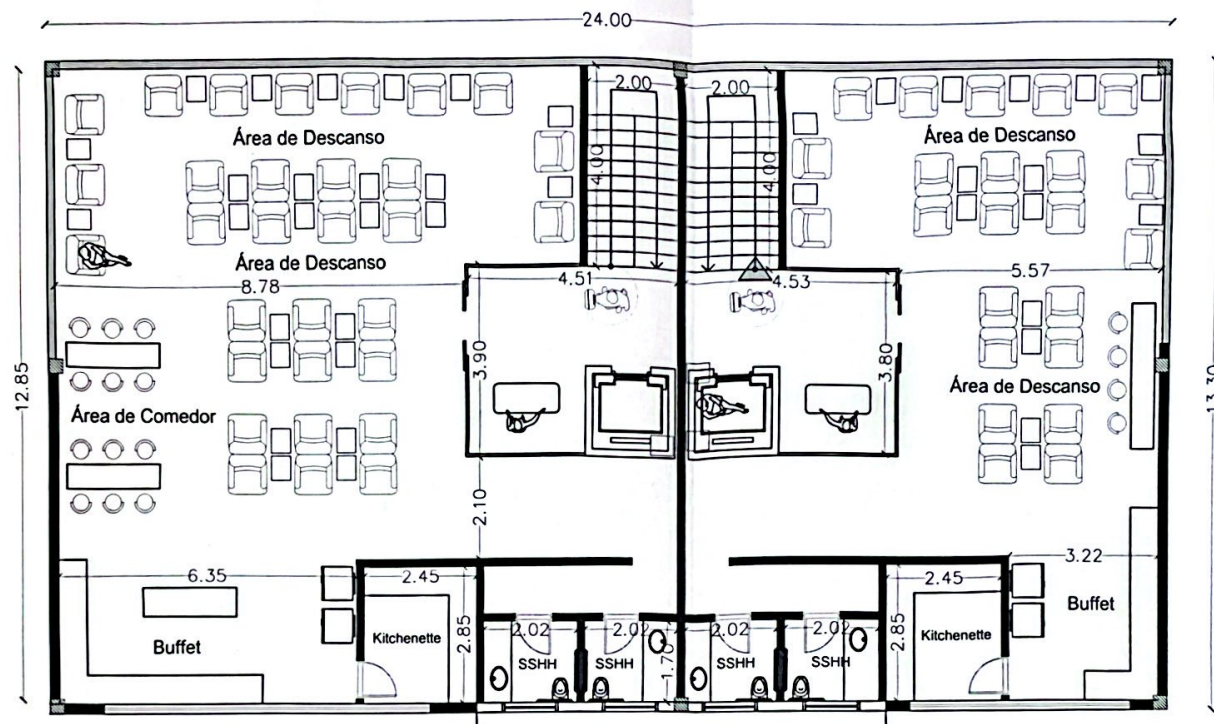 24.00
2.00
2.00
Área de Descanso
Área de Descanso
4.00
4.00
Área de Descanso
8.78
4.51
4.53
5.57
12.85
3.90
3.80
13.30
Área de Descanso
Área de Comedor
2.10
6.35
2.45
2.45
3.22
Buffet
Kitchenette
2.85
2.02
2.02
2.02
2.02
SSHH
SSHH
1.70
SSHH
SSHH
2.85
Kitchenette
Buffet